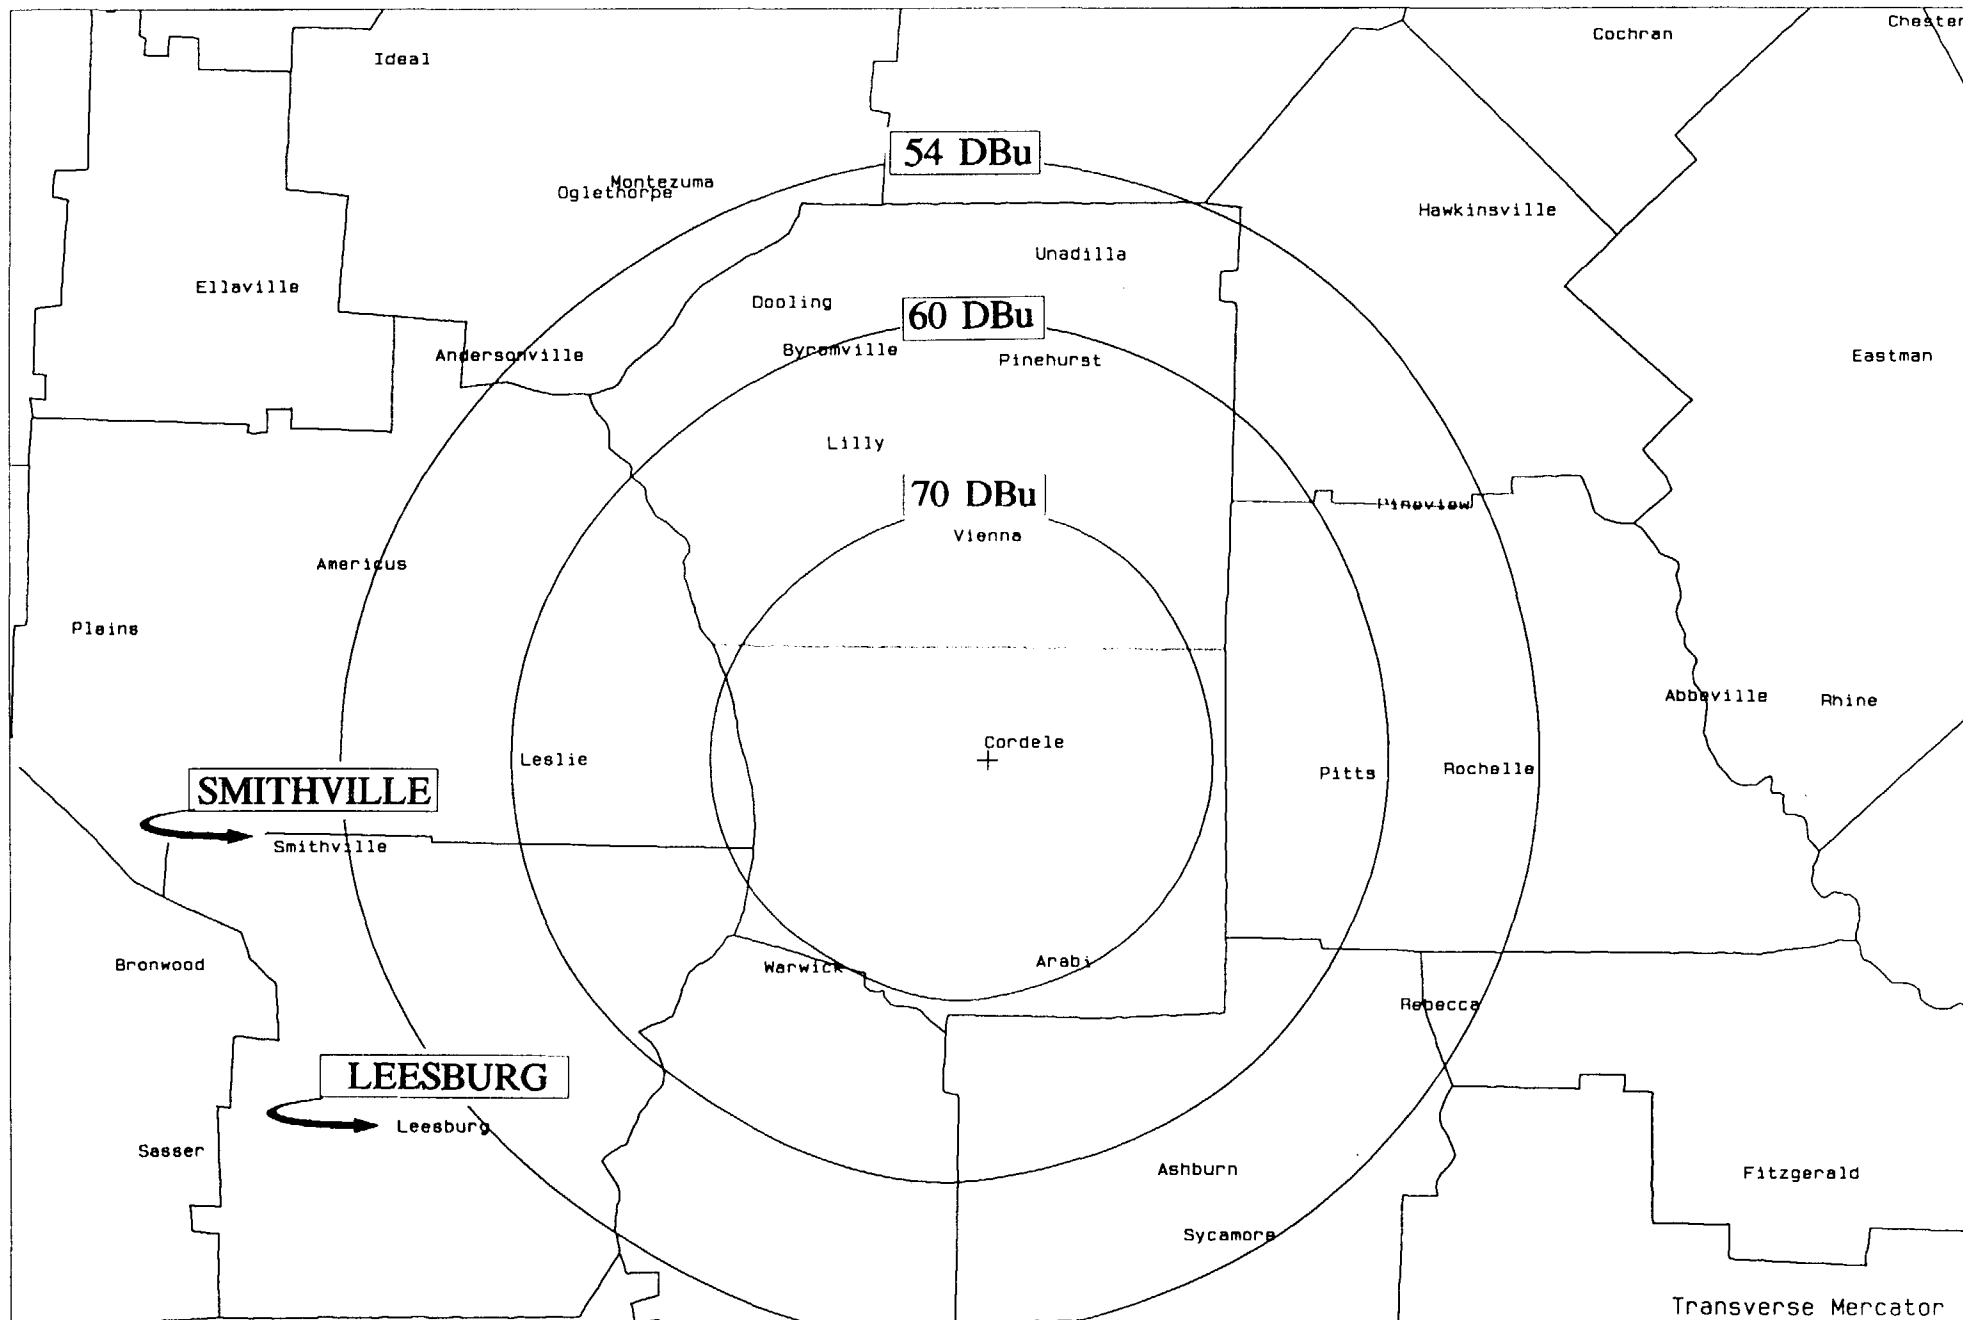 Chester
Cochran
Ideal
54 DBu
Montezuma
Oglethorpe
Hawkinsville
Unadilla
Ellaville
Dooling
60 DBu
Byromville
Pinehurst
Andersonville
Eastman
Lilly
70 DBu
Pineview
Vienna
Americus
Plains
Abbeville
Rhine
Cordele
Leslie
Pitts
Rochelle
SMITHVILLE
Smithville
Bronwood
Warwick
Arabi
Rebecca
LEESBURG
Leesburg
Sasser
Ashburn
Fitzgerald
Sycamore
Transverse Mercator